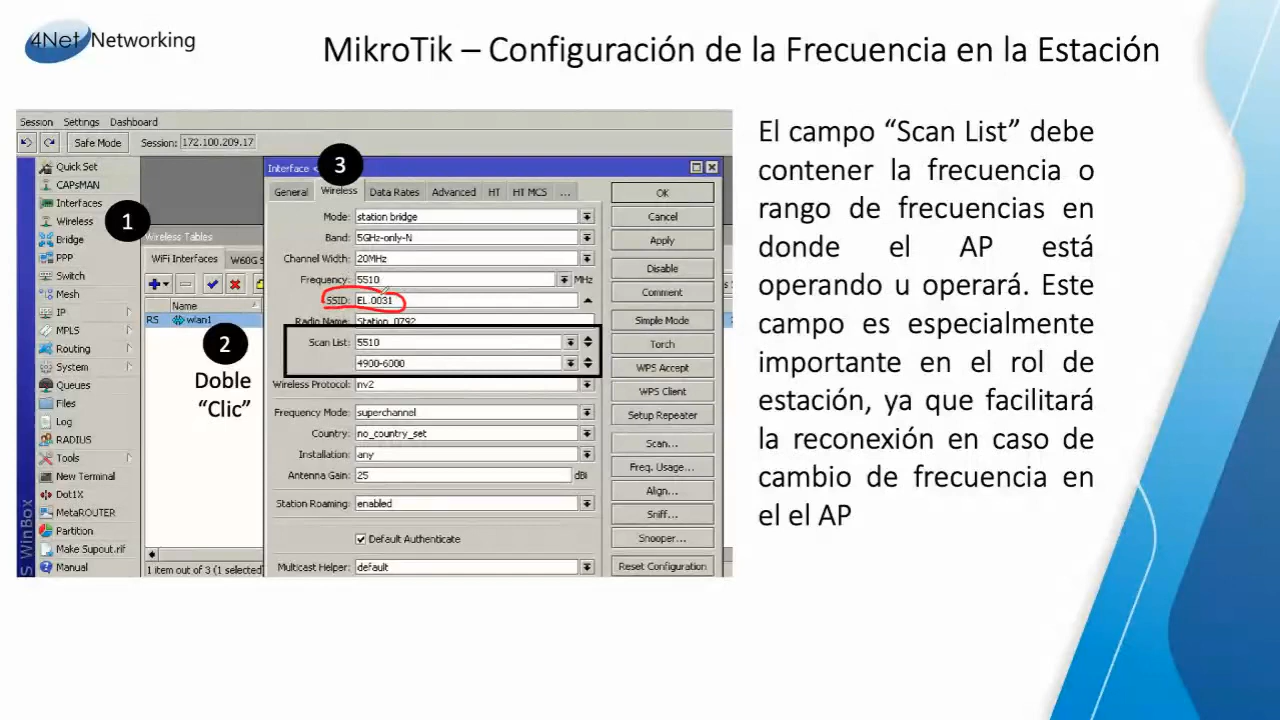 4Net Networking
MikroTik – Configuración de la Frecuencia en la Estación
Session Settings Dashboard
Safe Mode Session: 172.100.209.17
Quick Set
CAPsMAN
Interfaces
Wireless
Bridge
PPP
Switch
Mesh
IP
MPLS
Routing
System
Queues
Files
Log
RADIUS
Tools
New Terminal
Dot1X
MetaROUTER
Partition
Make Supout.rif
Manual
S WinBox
1
Wireless Tables
WiFi Interfaces W60G S
Name
RS wlan1
2
Doble
“Clic”
1 item out of 3 (1 selected)
Interface <
3
General Wireless Data Rates Advanced HT HT MCS ...
Mode: station bridge
Band: 5GHz-only-N
Channel Width: 20MHz
Frequency: 5510 MHz
SSID: EL.0031
Radio Name: Station_0792
Scan List: 5510
4900-6000
Wireless Protocol: nv2
Frequency Mode: superchannel
Country: no_country_set
Installation: any
Antenna Gain: 25 dBi
Station Roaming: enabled
Default Authenticate
Multicast Helper: default
OK
Cancel
Apply
Disable
Comment
Simple Mode
Torch
WPS Accept
WPS Client
Setup Repeater
Scan...
Freq. Usage...
Align...
Sniff...
Snooper...
Reset Configuration
El campo “Scan List” debe
contener la frecuencia o
rango de frecuencias en
donde el AP está
operando u operará. Este
campo es especialmente
importante en el rol de
estación, ya que facilitará
la reconexión en caso de
cambio de frecuencia en
el el AP